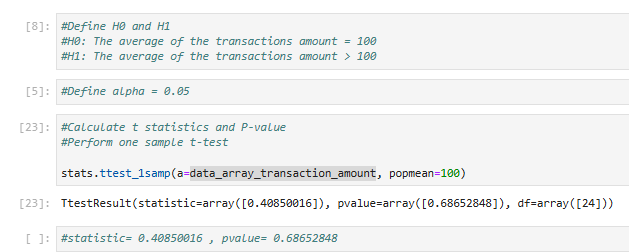 [8]: #Define H0 and H1
#H0: The average of the transactions amount = 100
#H1: The average of the transactions amount > 100
[5]: #Define alpha = 0.05
[23]: #Calculate t statistics and P-value
#Perform one sample t-test
stats.ttest_1samp(a=data_array_transaction_amount, popmean=100)
[23]: TtestResult(statistic=array([0.40850016]), pvalue=array([0.68652848]), df=array([24]))
[ ]: #statistic= 0.40850016 , pvalue= 0.68652848